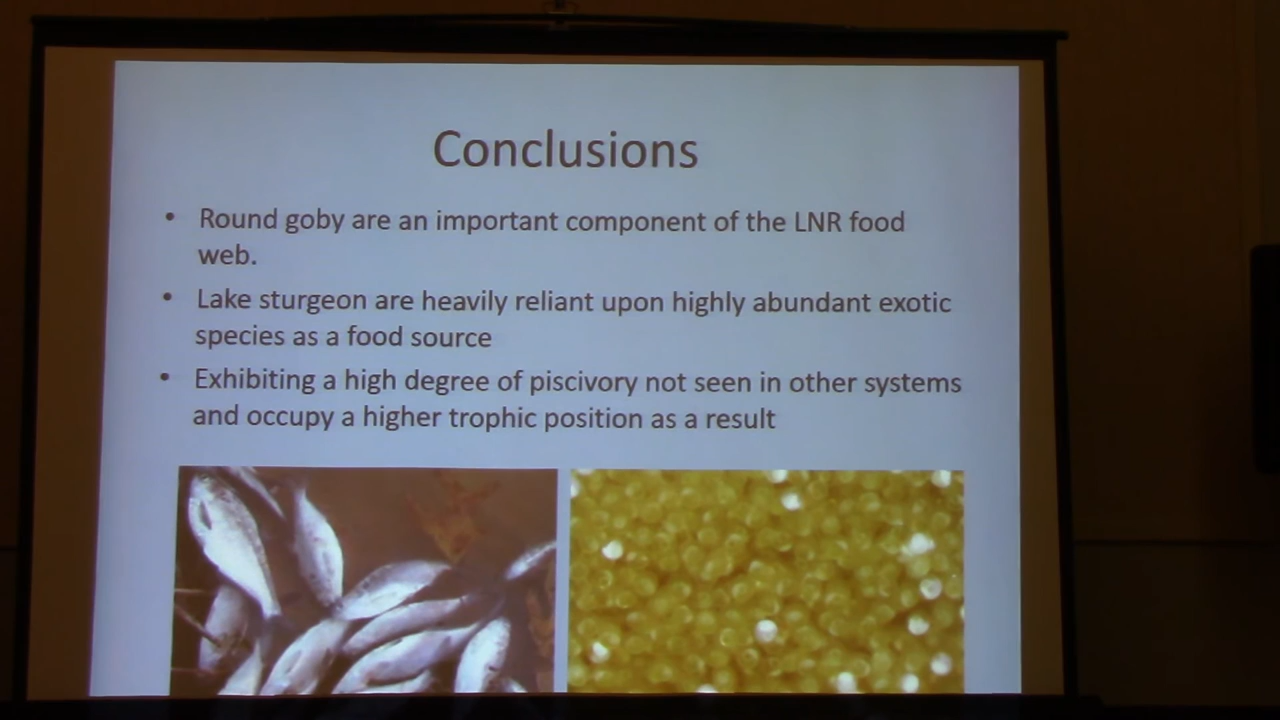 Conclusions
• Round goby are an important component of the LNR food
web.
• Lake sturgeon are heavily reliant upon highly abundant exotic
species as a food source
• Exhibiting a high degree of piscivory not seen in other systems
and occupy a higher trophic position as a result